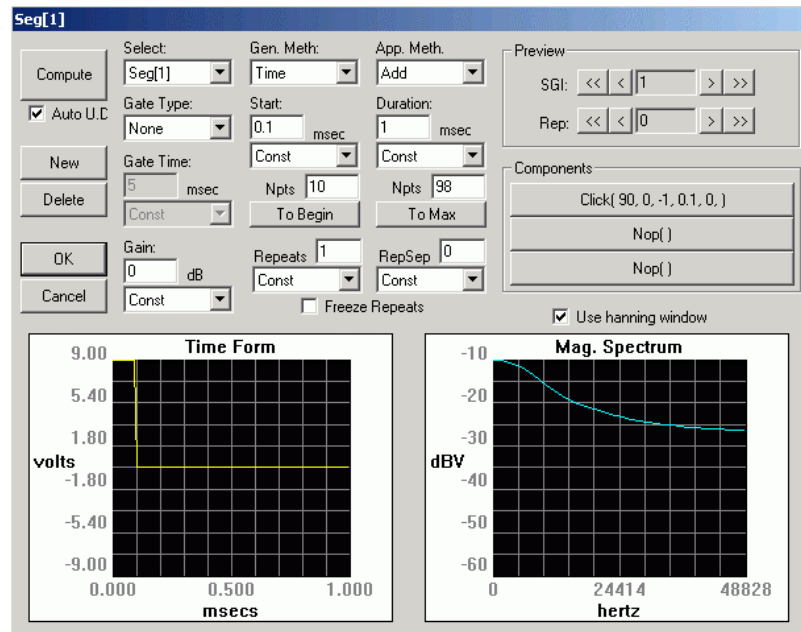 Seg[1]
Select: Gen. Meth: App. Meth.
Compute Seg[1] Time Add
Auto U.D
Gate Type: Start: Duration:
None 0.1 msec 1 msec
Const Const
New Gate Time:
5 msec Npts 10 Npts 98
Delete Const To Begin To Max
OK Gain:
0 dB Repeats 1 RepSep 0
Cancel Const Const Const
Freeze Repeats
Preview
SGI: << < 1 > >>
Rep: << < 0 > >>
Components
Click( 90, 0, -1, 0.1, 0, )
Nop( )
Nop( )
Use hanning window
Time Form
9.00
5.40
1.80
volts
-1.80
-5.40
-9.00
0.000 0.500 1.000
msecs
Mag. Spectrum
-10
-20
-30
dBV
-40
-50
-60
0 24414 48828
hertz